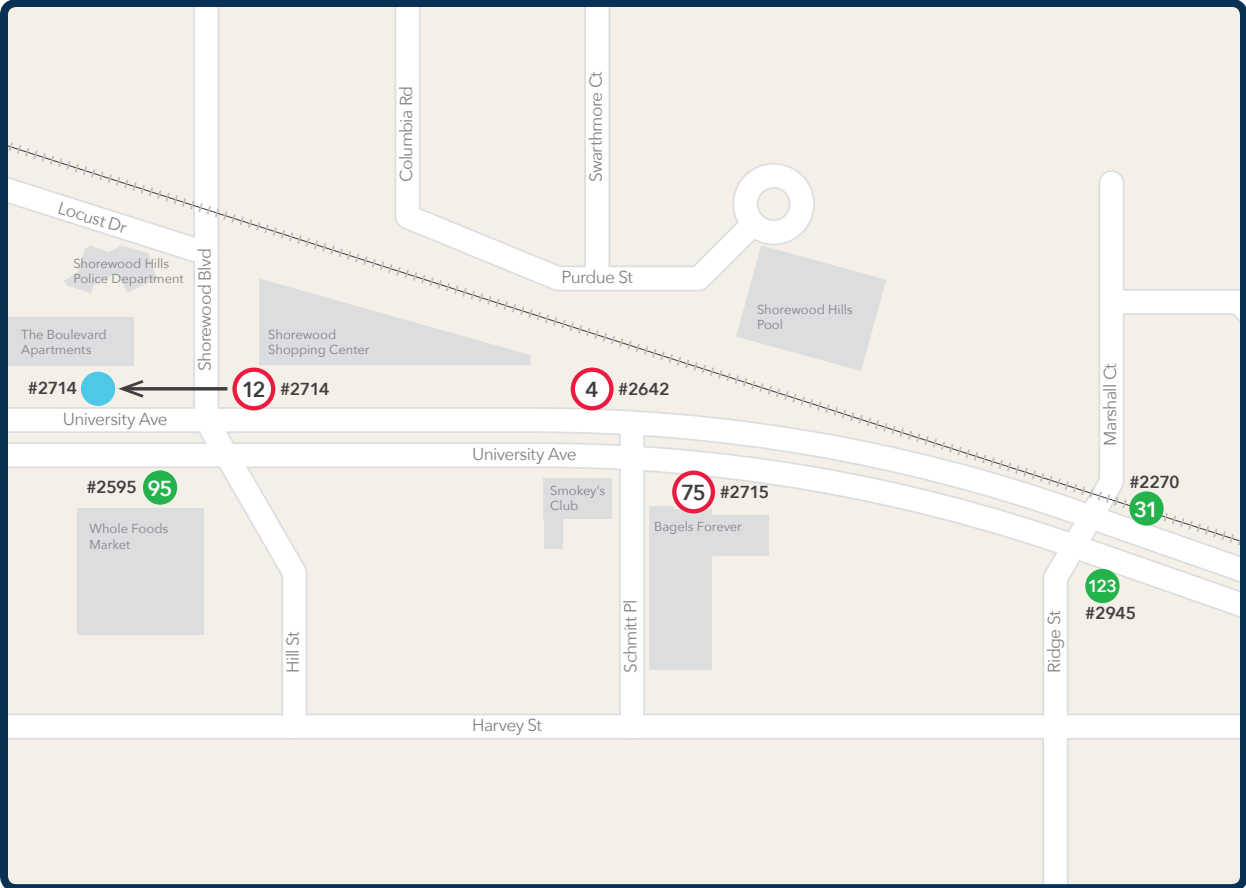 Columbia Rd
Swarthmore Ct
Locust Dr
Shorewood Hills
Police Department
Shorewood Blvd
Purdue St
Shorewood Hills
Pool
The Boulevard
Apartments
Shorewood
Shopping Center
#2714
12 #2714
4 #2642
Marshall Ct
University Ave
University Ave
#2595 95
Smokey's
Club
75 #2715
#2270
31
Whole Foods
Market
Bagels Forever
123
#2945
Hill St
Schmitt Pl
Ridge St
Harvey St